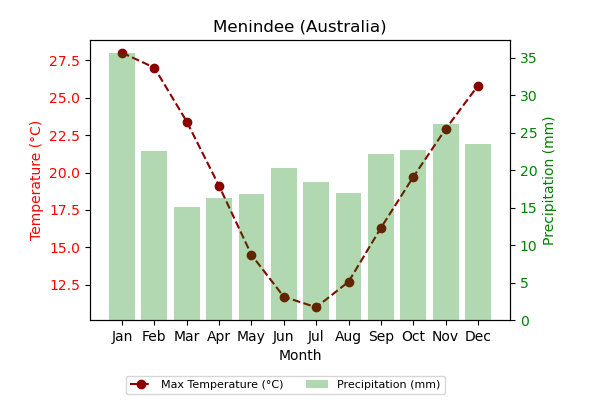 Menindee (Australia)
27.5
25.0
22.5
20.0
17.5
15.0
12.5
Temperature (°C)
35
30
25
20
15
10
5
0
Precipitation (mm)
Jan Feb Mar Apr May Jun Jul Aug Sep Oct Nov Dec
Month
Max Temperature (°C) Precipitation (mm)